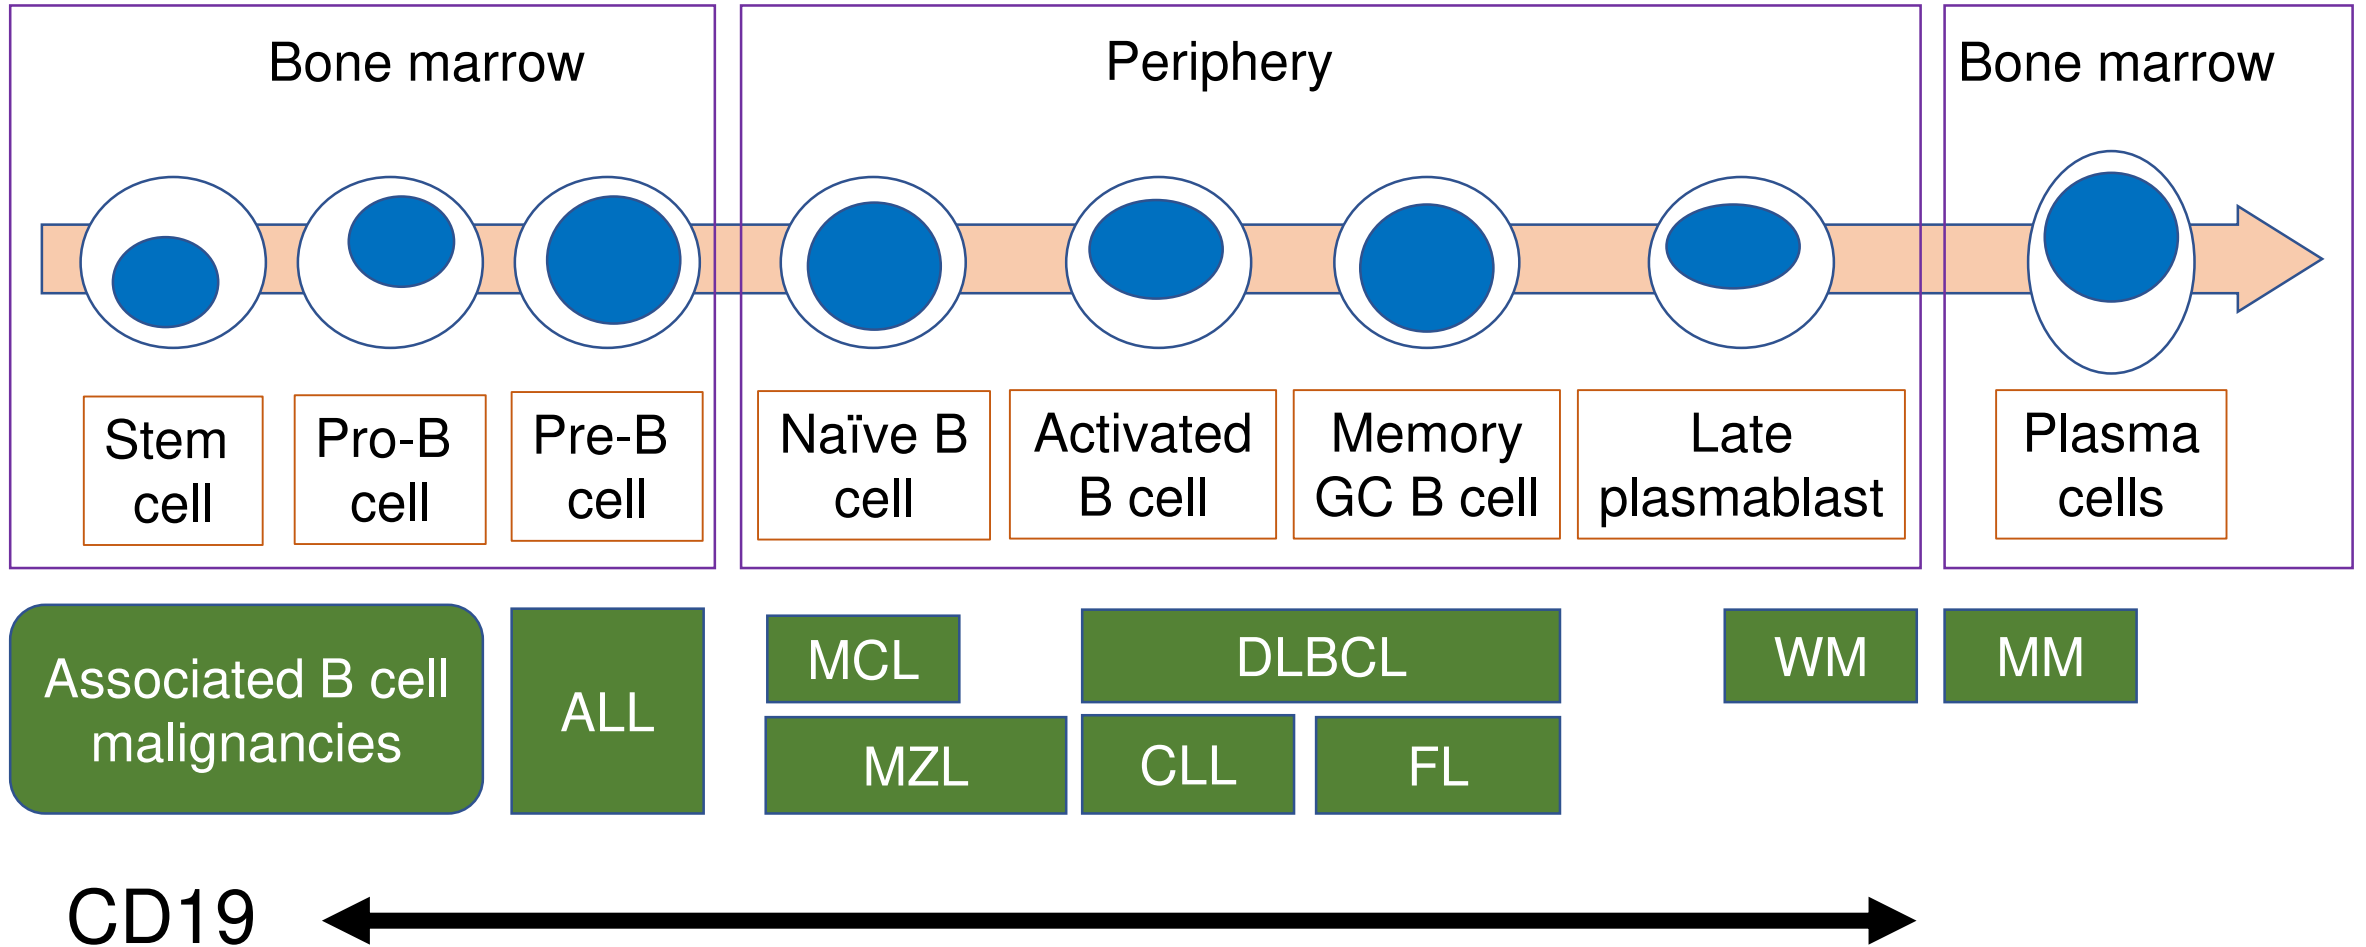 Bone marrow
Periphery
Bone marrow
Stem
cell
Pro-B
cell
Pre-B
cell
Naïve B
cell
Activated
B cell
Memory
GC B cell
Late
plasmablast
Plasma
cells
Associated B cell
malignancies
ALL
MCL
DLBCL
WM
MM
MZL
CLL
FL
CD19